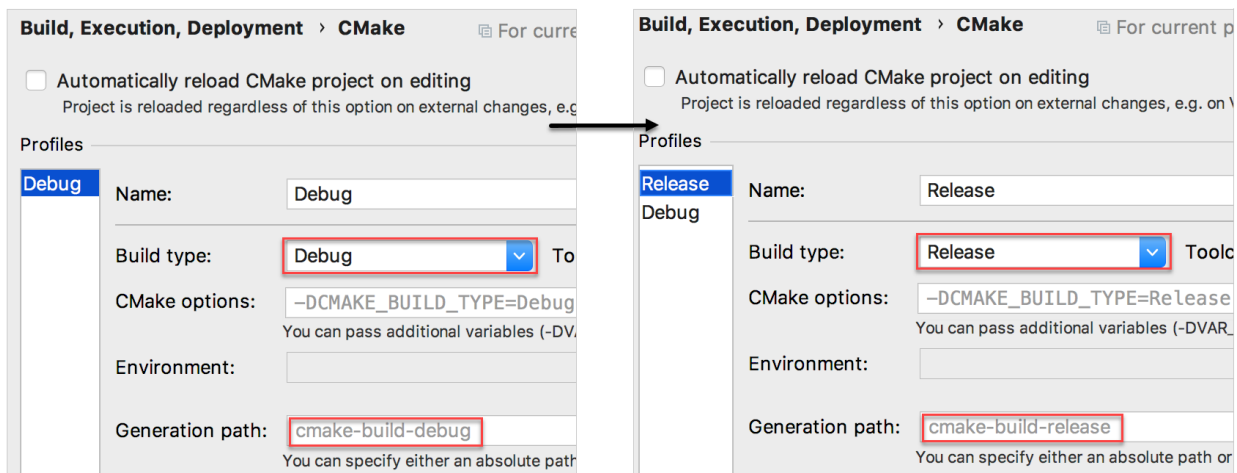 Build, Execution, Deployment › CMake For curre
Automatically reload CMake project on editing
Project is reloaded regardless of this option on external changes, e.g
Profiles
Debug
Name: Debug
Build type: Debug To
CMake options: -DCMAKE_BUILD_TYPE=Debug
You can pass additional variables (-DVA
Environment:
Generation path: cmake-build-debug
You can specify either an absolute path
Build, Execution, Deployment › CMake For current p
Automatically reload CMake project on editing
Project is reloaded regardless of this option on external changes, e.g. on V
Profiles
Release
Debug
Name: Release
Build type: Release Toolc
CMake options: -DCMAKE_BUILD_TYPE=Release
You can pass additional variables (-DVAR_
Environment:
Generation path: cmake-build-release
You can specify either an absolute path or